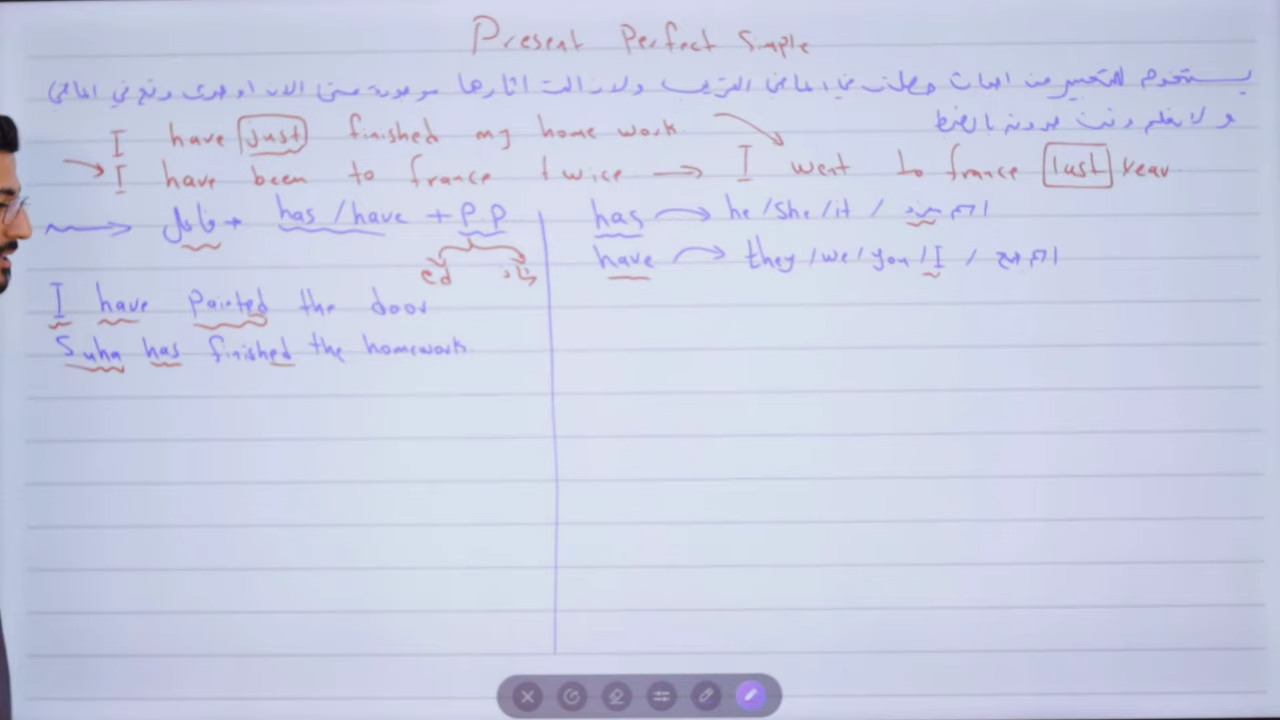 Present Perfect Simple
يستخدم للتعبير عن احداث حصلت في الماضي القريب ولازالت اثارها موجودة حتى الان او حدث وقع في الماضي
ولا نعلم وقت حدوثه بالضبط
I have just finished my home work
I have been to france twice → I went to france last year
فاعل + has / have + P.P
ed شاذ
I have Painted the door
Suha has finished the homework
has → he / She / it / اسم مفرد
have → they / we / you / I / اسم جمع